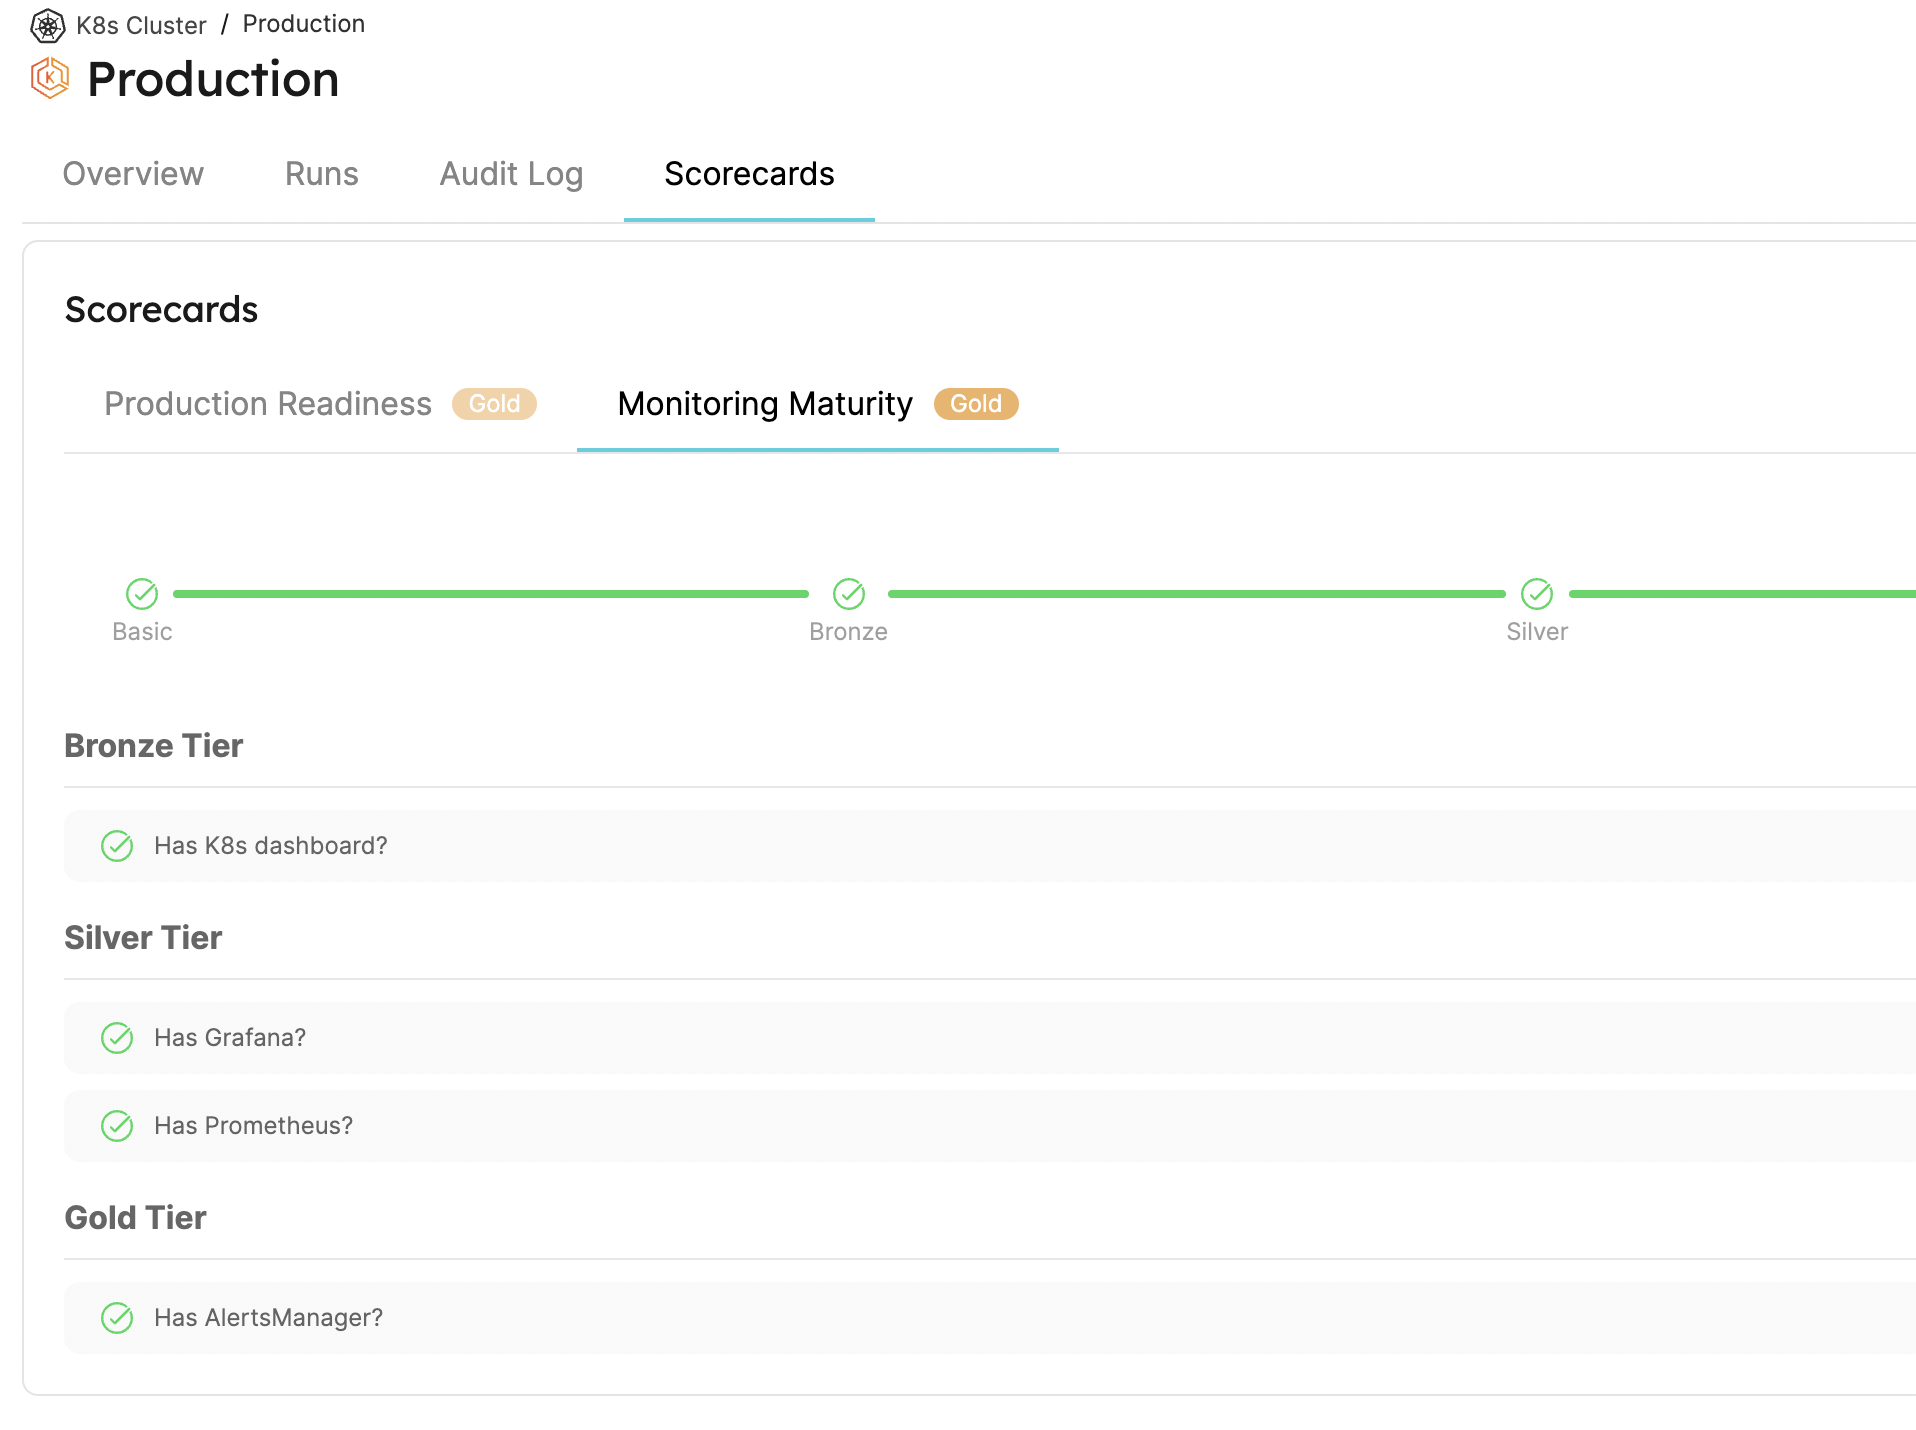 K8s Cluster / Production
Production
Overview Runs Audit Log Scorecards
Scorecards
Production Readiness Gold Monitoring Maturity Gold
Basic Bronze Silver
Bronze Tier
Has K8s dashboard?
Silver Tier
Has Grafana?
Has Prometheus?
Gold Tier
Has AlertsManager?